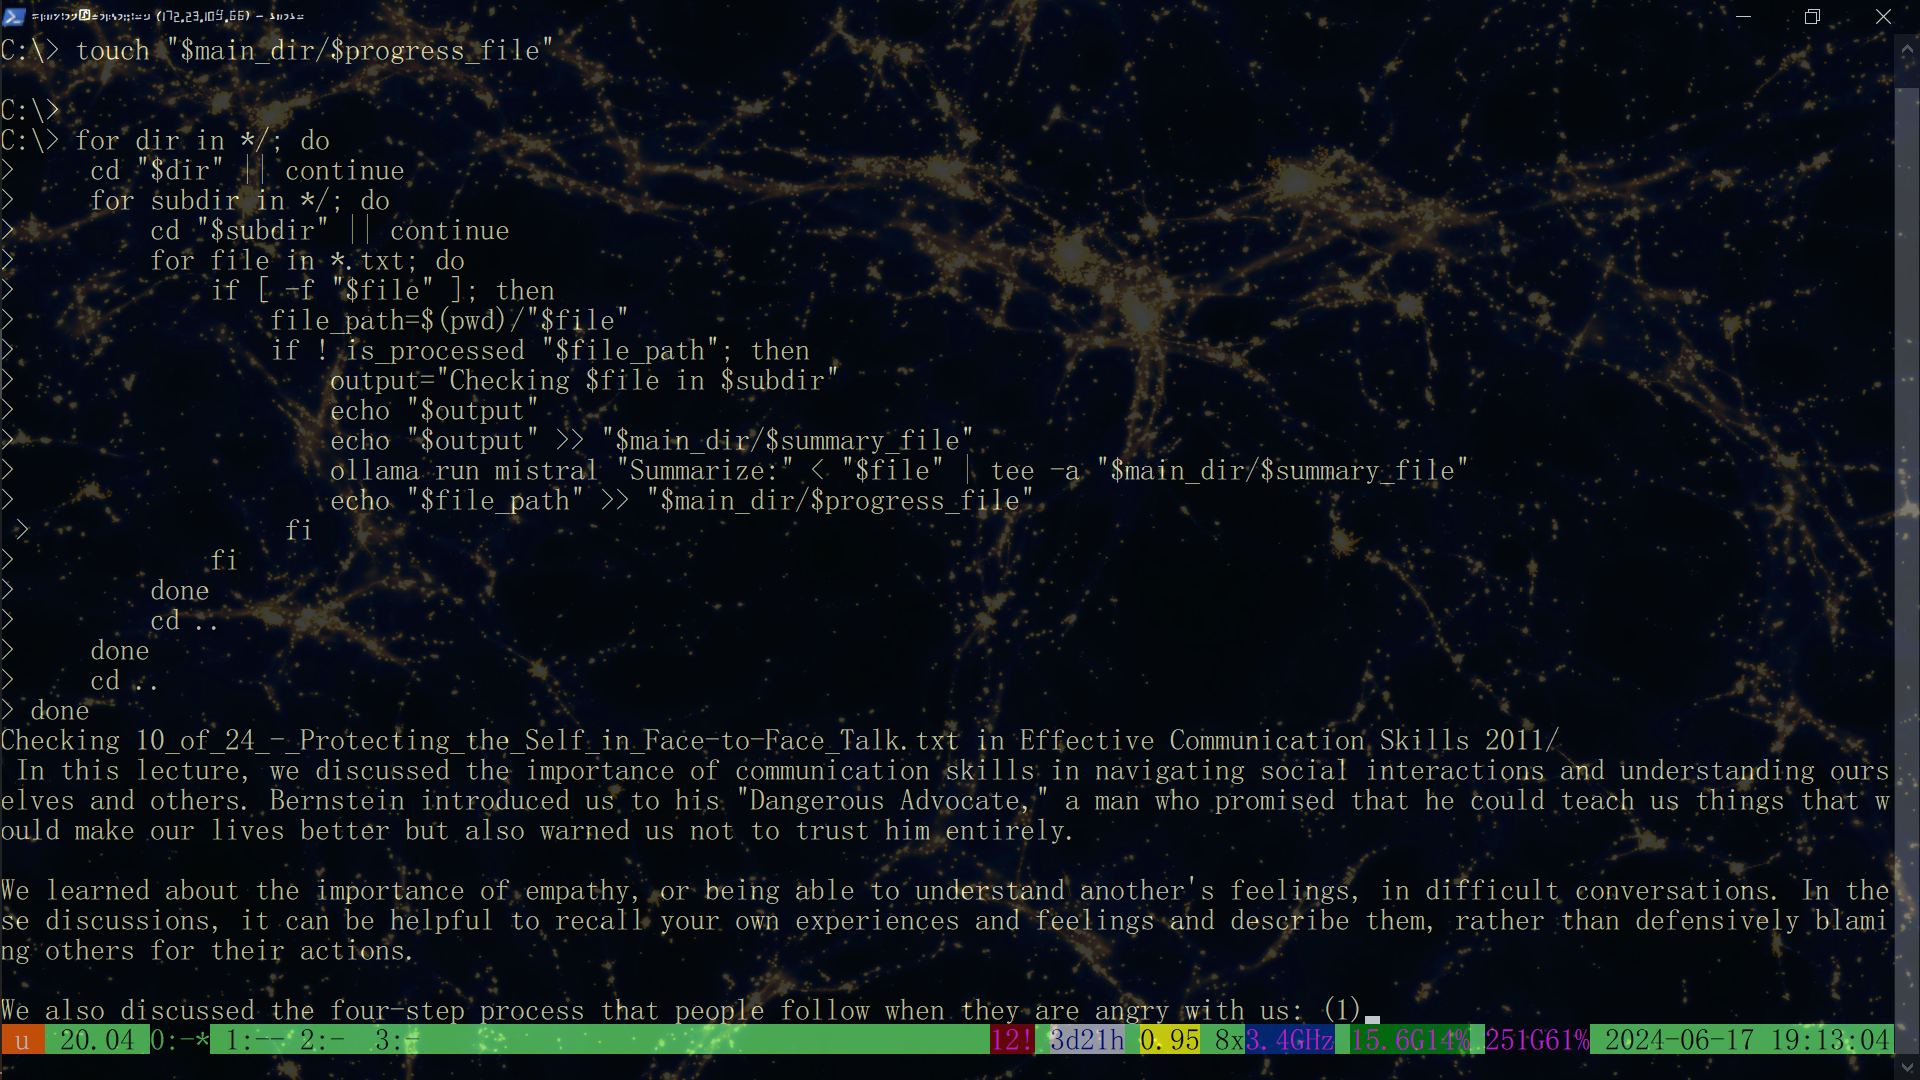 (172.23.109.66) -
C:\> touch "$main_dir/$progress_file"
C:\>
C:\> for dir in */; do
>     cd "$dir" || continue
>     for subdir in */; do
>         cd "$subdir" || continue
>         for file in *.txt; do
>             if [ -f "$file" ]; then
>                 file_path=$(pwd)/"$file"
>                 if ! is_processed "$file_path"; then
>                     output="Checking $file in $subdir"
>                     echo "$output"
>                     echo "$output" >> "$main_dir/$summary_file"
>                     ollama run mistral "Summarize:" < "$file" | tee -a "$main_dir/$summary_file"
>                     echo "$file_path" >> "$main_dir/$progress_file"
 >                 fi
>             fi
>         done
>         cd ..
>     done
>     cd ..
> done
Checking 10_of_24_-_Protecting_the_Self_in_Face-to-Face_Talk.txt in Effective Communication Skills 2011/
 In this lecture, we discussed the importance of communication skills in navigating social interactions and understanding ours
elves and others. Bernstein introduced us to his "Dangerous Advocate," a man who promised that he could teach us things that w
ould make our lives better but also warned us not to trust him entirely.
We learned about the importance of empathy, or being able to understand another's feelings, in difficult conversations. In the
se discussions, it can be helpful to recall your own experiences and feelings and describe them, rather than defensively blami
ng others for their actions.
We also discussed the four-step process that people follow when they are angry with us: (1)
u 20.04 0:-* 1:-- 2:- 3:- 12! 3d21h 0.95 8x3.4GHz 15.6G14% 251G61% 2024-06-17 19:13:04